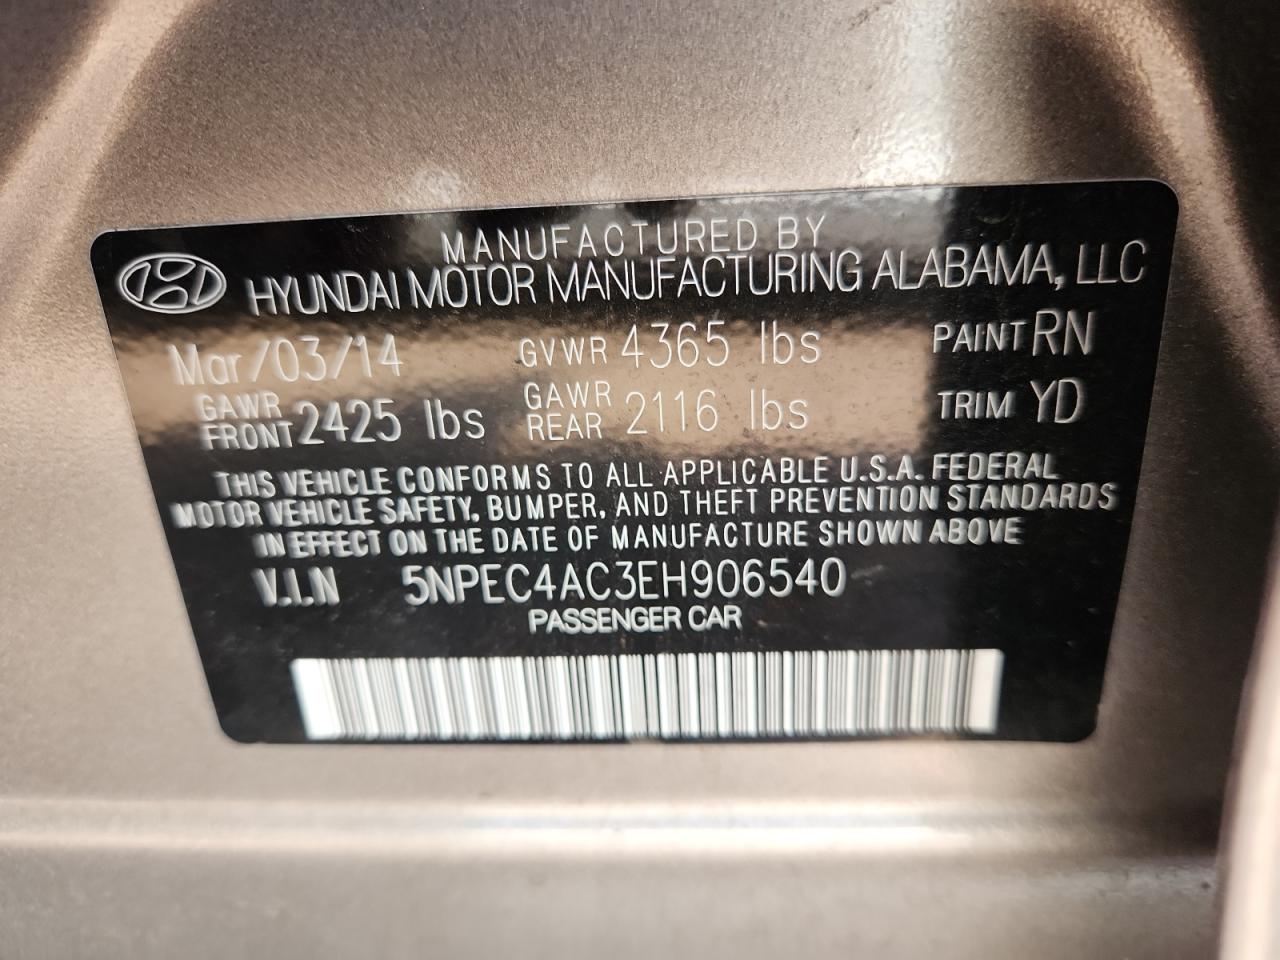 MANUFACTURED BY
HYUNDAI MOTOR MANUFACTURING ALABAMA, LLC
Mar/03/14 GVWR 4365 lbs PAINT RN
GAWR FRONT 2425 lbs GAWR REAR 2116 lbs TRIM YD
THIS VEHICLE CONFORMS TO ALL APPLICABLE U.S.A. FEDERAL
MOTOR VEHICLE SAFETY, BUMPER, AND THEFT PREVENTION STANDARDS
IN EFFECT ON THE DATE OF MANUFACTURE SHOWN ABOVE
V.I.N 5NPEC4AC3EH906540
PASSENGER CAR